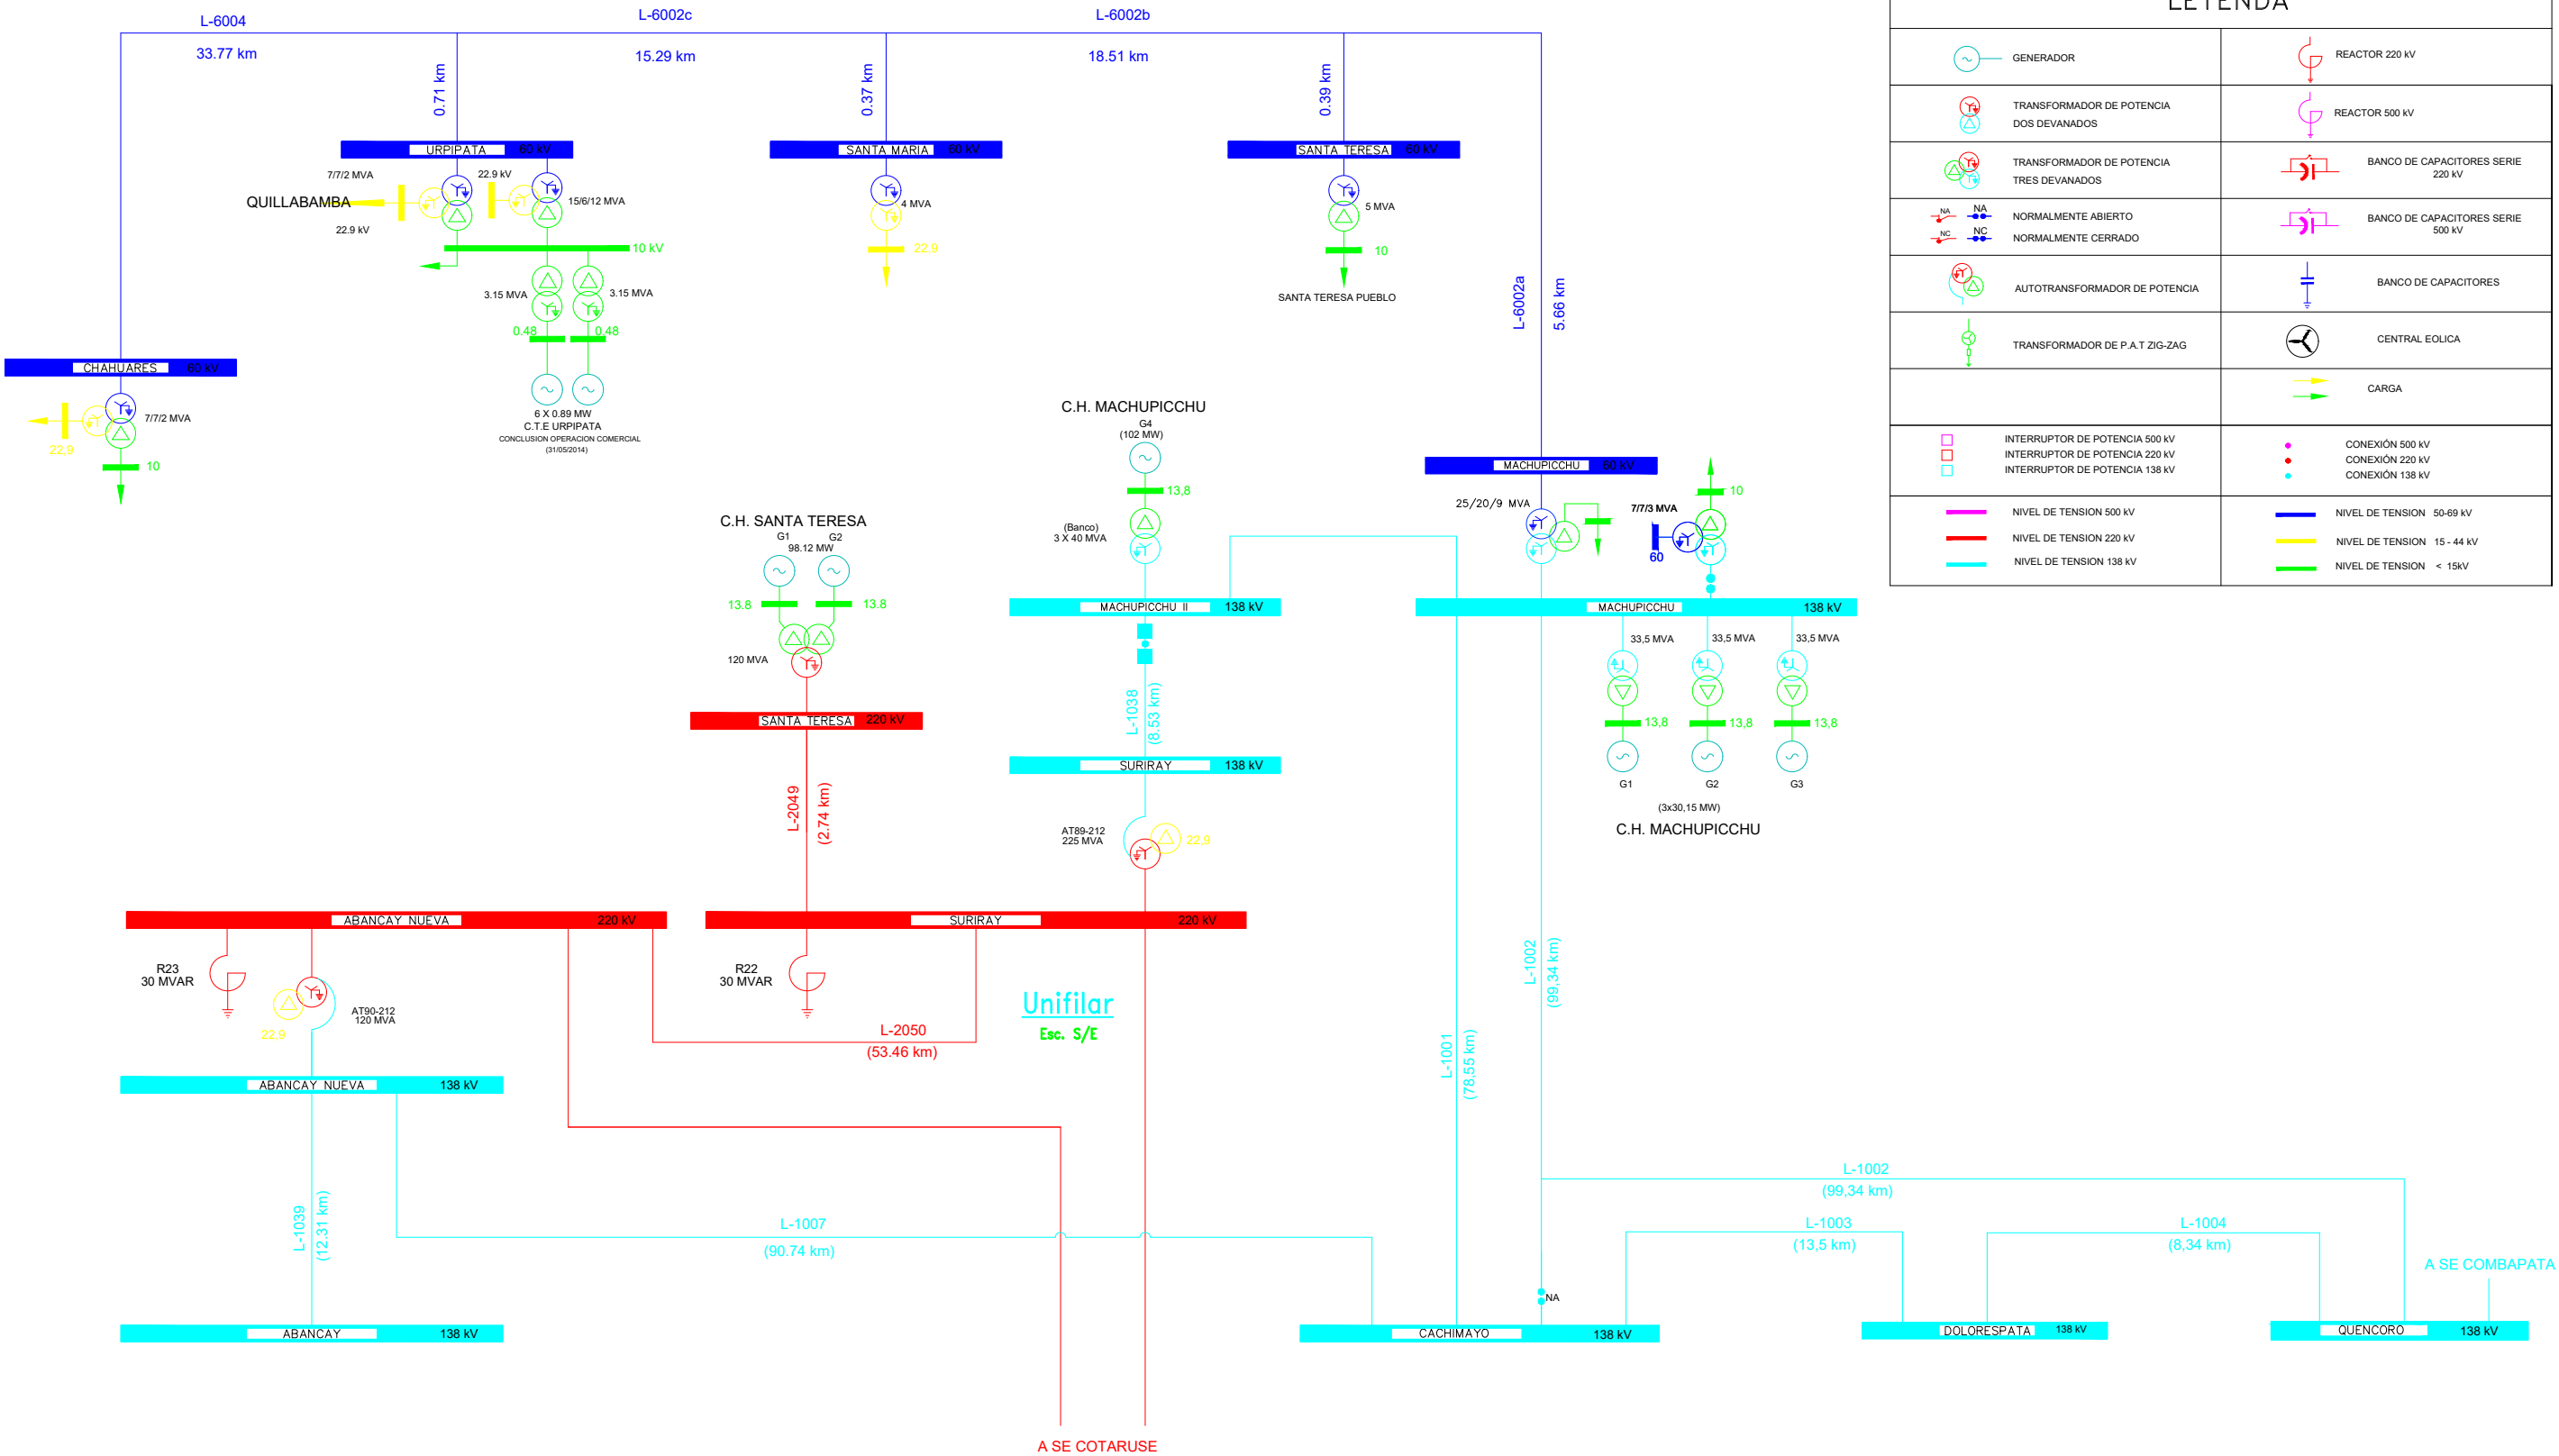 L-6004
L-6002c
L-6002b
33.77 km
15.29 km
18.51 km
0.71 km
0.37 km
0.39 km
URPIPATA 60 kV
SANTA MARIA 60 kV
SANTA TERESA 60 kV
7/7/2 MVA
22.9 kV
QUILLABAMBA
15/6/12 MVA
22.9 kV
10 kV
4 MVA
22,9
5 MVA
10
SANTA TERESA PUEBLO
3.15 MVA
3.15 MVA
0.48
0.48
6 X 0.89 MW
C.T.E URPIPATA
CONCLUSION OPERACION COMERCIAL
(31/05/2014)
L-6002a
5.66 km
CHAHUARES 60 kV
7/7/2 MVA
22,9
10
C.H. MACHUPICCHU
G4
(102 MW)
13,8
(Banco)
3 X 40 MVA
MACHUPICCHU 60 kV
25/20/9 MVA
7/7/3 MVA
10
60
C.H. SANTA TERESA
G1 G2
98.12 MW
13.8
13.8
120 MVA
MACHUPICCHU II 138 kV
MACHUPICCHU 138 kV
33,5 MVA
33,5 MVA
33,5 MVA
13,8
13,8
13,8
G1 G2 G3
(3x30,15 MW)
C.H. MACHUPICCHU
SANTA TERESA 220 kV
L-1038
(8.53 km)
SURIRAY 138 kV
L-2049
(2.74 km)
AT89-212
225 MVA
22,9
ABANCAY NUEVA 220 kV
SURIRAY 220 kV
R23
30 MVAR
AT90-212
120 MVA
22,9
R22
30 MVAR
L-2050
(53.46 km)
Unifilar
Esc. S/E
L-1002
(99,34 km)
L-1001
(78,55 km)
ABANCAY NUEVA 138 kV
L-1039
(12.31 km)
L-1007
(90.74 km)
L-1002
(99,34 km)
L-1003
(13,5 km)
L-1004
(8,34 km)
A SE COMBAPATA
NA
ABANCAY 138 kV
CACHIMAYO 138 kV
DOLORESPATA 138 kV
QUENCORO 138 kV
A SE COTARUSE
LEYENDA
GENERADOR
REACTOR 220 kV
TRANSFORMADOR DE POTENCIA
DOS DEVANADOS
REACTOR 500 kV
TRANSFORMADOR DE POTENCIA
TRES DEVANADOS
BANCO DE CAPACITORES SERIE
220 kV
NA NA NORMALMENTE ABIERTO
NC NC NORMALMENTE CERRADO
BANCO DE CAPACITORES SERIE
500 kV
AUTOTRANSFORMADOR DE POTENCIA
BANCO DE CAPACITORES
TRANSFORMADOR DE P.A.T ZIG-ZAG
CENTRAL EOLICA
CARGA
INTERRUPTOR DE POTENCIA 500 kV
INTERRUPTOR DE POTENCIA 220 kV
INTERRUPTOR DE POTENCIA 138 kV
CONEXIÓN 500 kV
CONEXIÓN 220 kV
CONEXIÓN 138 kV
NIVEL DE TENSION 500 kV
NIVEL DE TENSION 220 kV
NIVEL DE TENSION 138 kV
NIVEL DE TENSION 50-69 kV
NIVEL DE TENSION 15 - 44 kV
NIVEL DE TENSION < 15kV